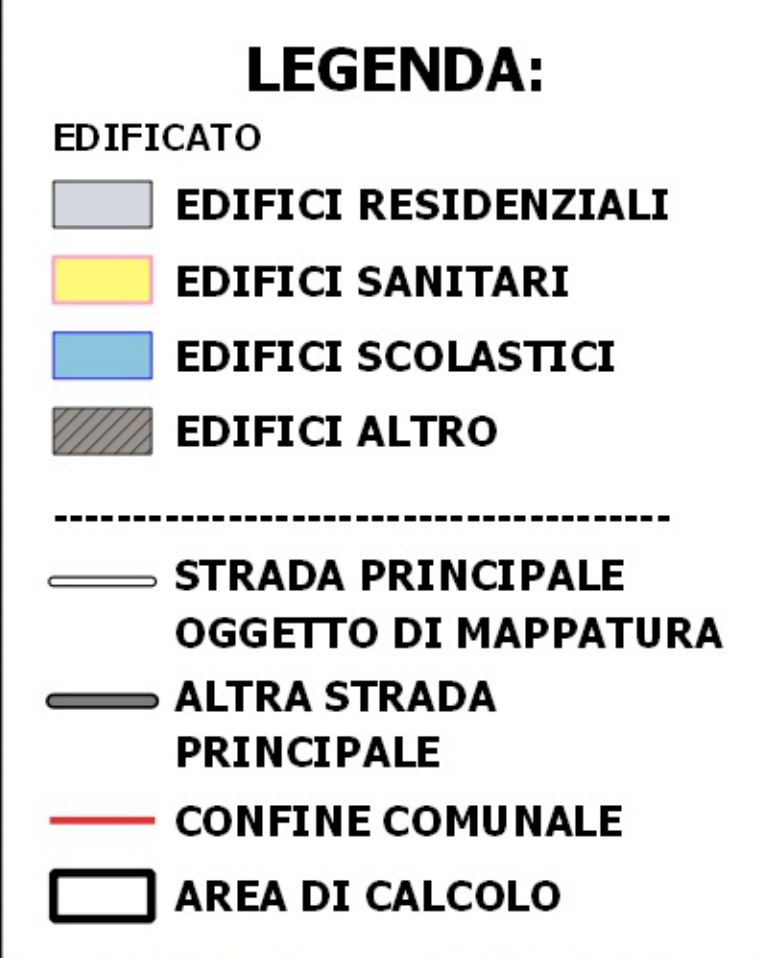 LEGENDA:
EDIFICATO
EDIFICI RESIDENZIALI
EDIFICI SANITARI
EDIFICI SCOLASTICI
EDIFICI ALTRO
STRADA PRINCIPALE
OGGETTO DI MAPPATURA
ALTRA STRADA
PRINCIPALE
CONFINE COMUNALE
AREA DI CALCOLO